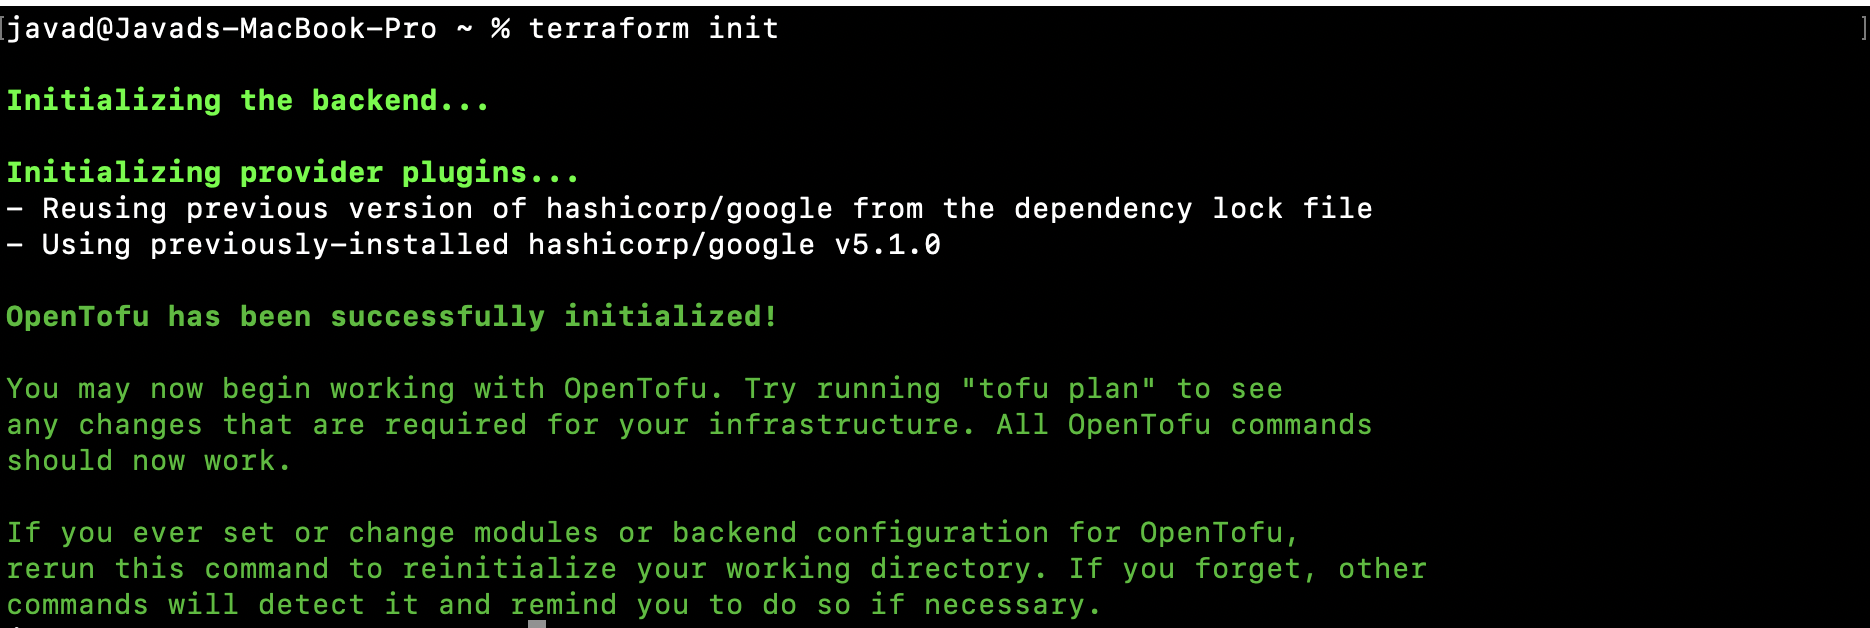 javad@Javads-MacBook-Pro ~ % terraform init
Initializing the backend...
Initializing provider plugins...
- Reusing previous version of hashicorp/google from the dependency lock file
- Using previously-installed hashicorp/google v5.1.0
OpenTofu has been successfully initialized!
You may now begin working with OpenTofu. Try running "tofu plan" to see
any changes that are required for your infrastructure. All OpenTofu commands
should now work.
If you ever set or change modules or backend configuration for OpenTofu,
rerun this command to reinitialize your working directory. If you forget, other
commands will detect it and remind you to do so if necessary.